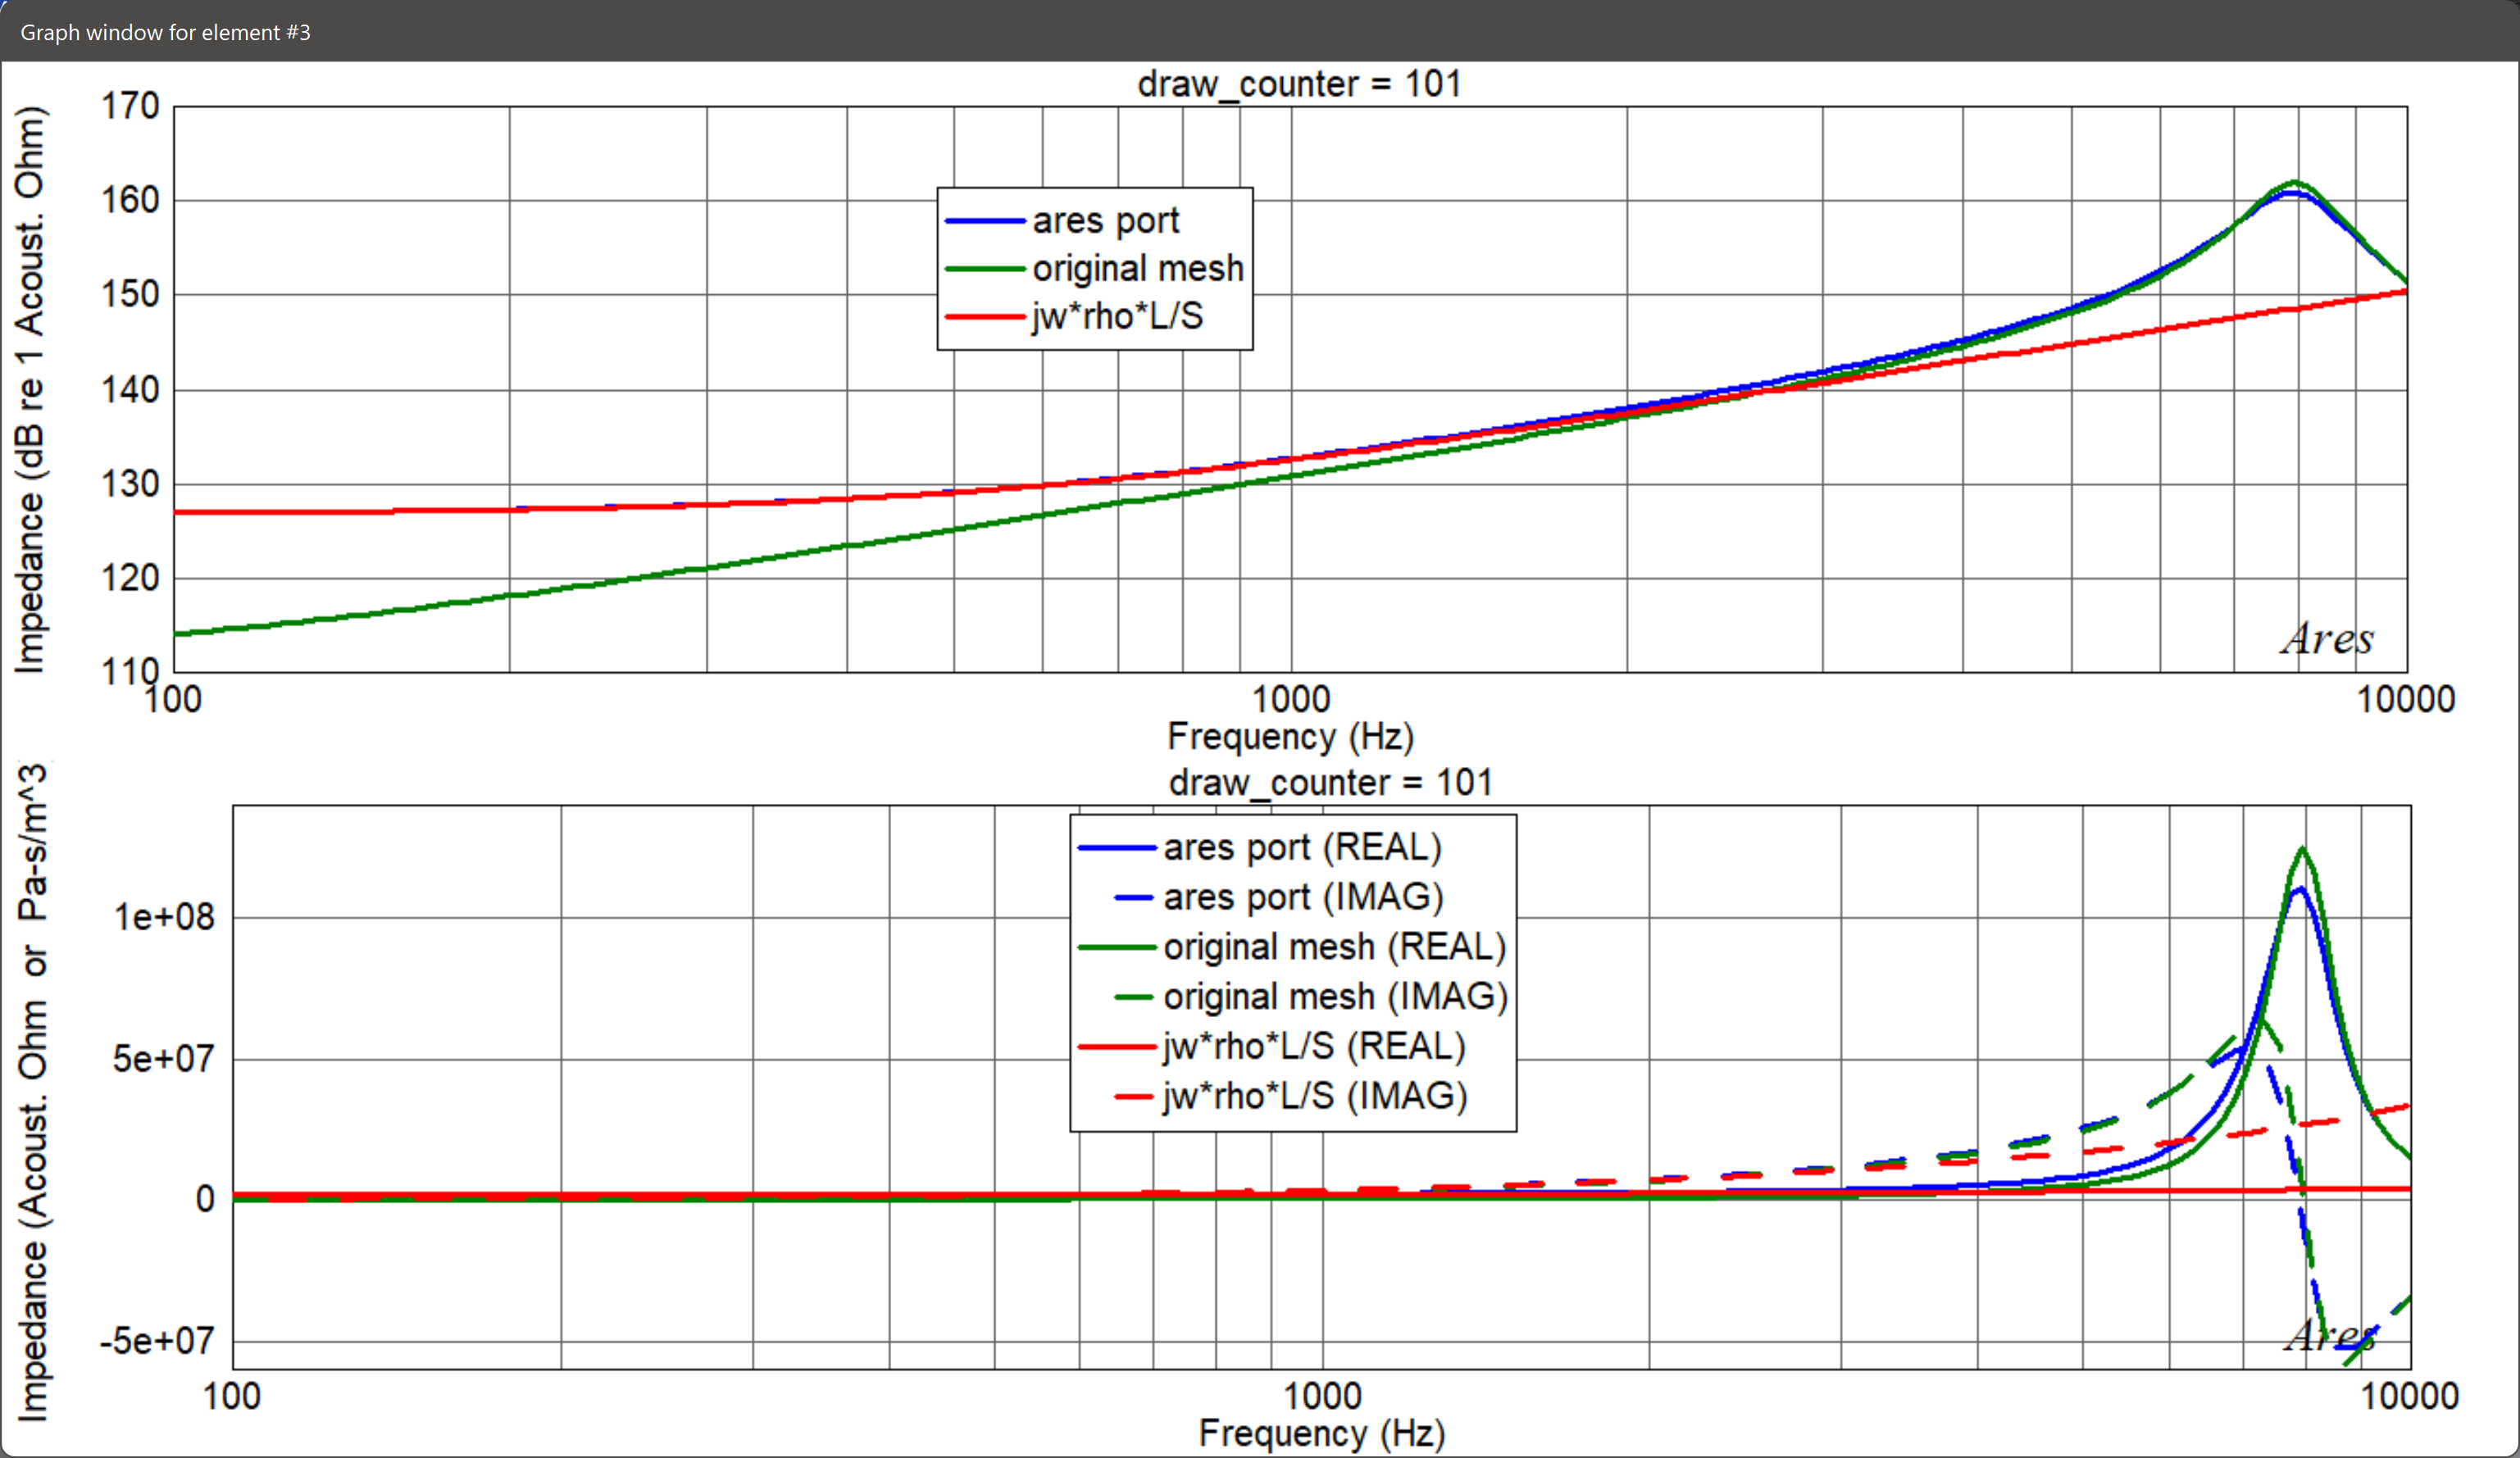 Graph window for element #3
draw_counter = 101
Impedance (dB re 1 Acoust. Ohm)
170
160
150
140
130
120
110
ares port
original mesh
jw*rho*L/S
Ares
100
1000
10000
Frequency (Hz)
draw_counter = 101
Impedance (Acoust. Ohm or Pa-s/m^3
1e+08
5e+07
0
-5e+07
ares port (REAL)
ares port (IMAG)
original mesh (REAL)
original mesh (IMAG)
jw*rho*L/S (REAL)
jw*rho*L/S (IMAG)
Ares
100
1000
10000
Frequency (Hz)